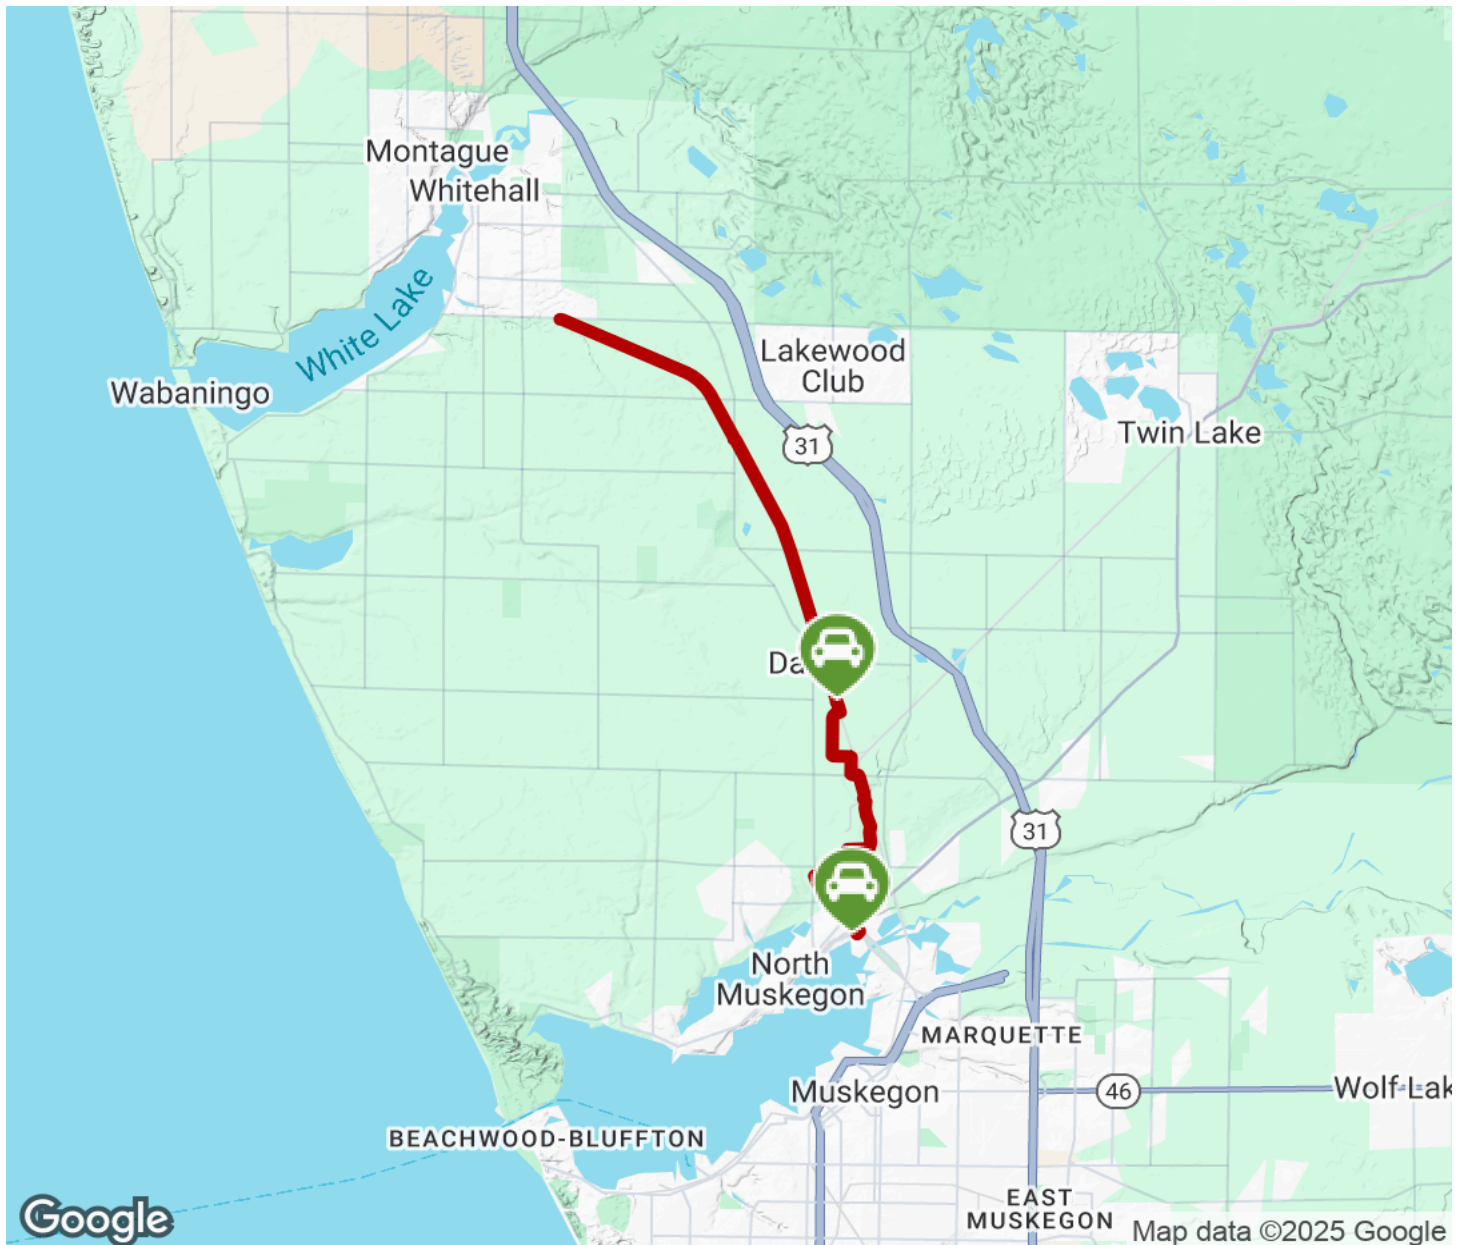 Montague
Whitehall
White Lake
Wabaningo
Lakewood
Club
31
Twin Lake
31
North
Muskegon
MARQUETTE
Muskegon
46
BEACHWOOD-BLUFFTON
EAST
MUSKEGON
Google
Map data ©2025 Google